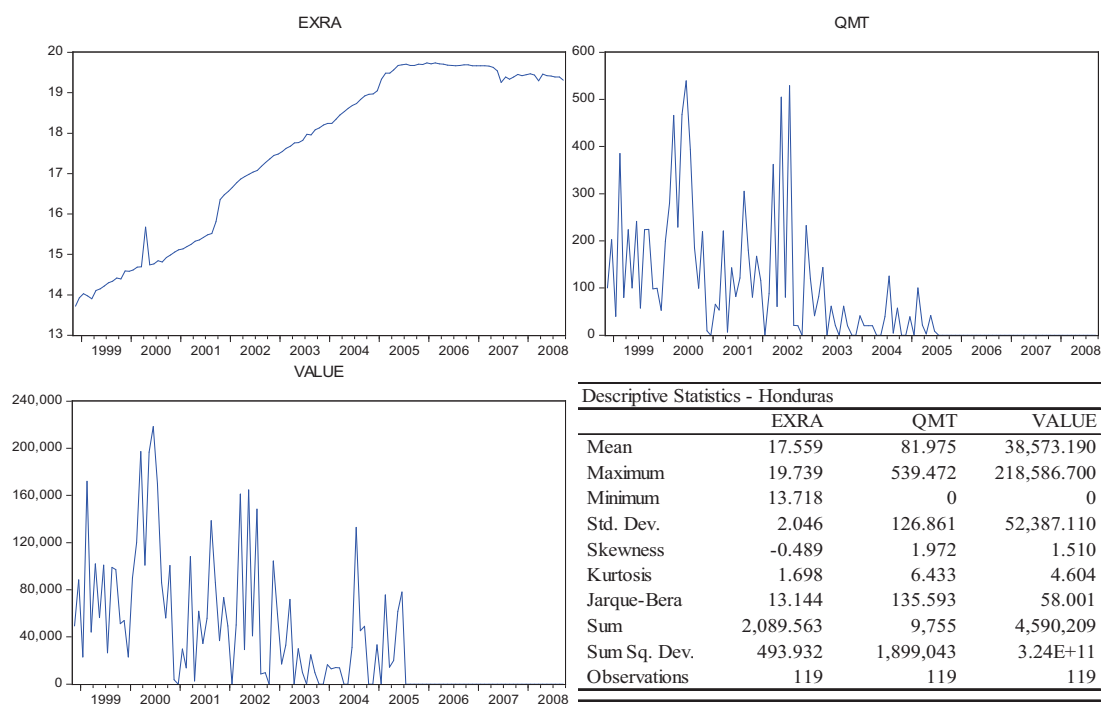 EXRA
20
19
18
17
16
15
14
13
1999 2000 2001 2002 2003 2004 2005 2006 2007 2008
QMT
600
500
400
300
200
100
0
1999 2000 2001 2002 2003 2004 2005 2006 2007 2008
VALUE
240,000
200,000
160,000
120,000
80,000
40,000
0
1999 2000 2001 2002 2003 2004 2005 2006 2007 2008
Descriptive Statistics - Honduras
EXRA QMT VALUE
Mean 17.559 81.975 38,573.190
Maximum 19.739 539.472 218,586.700
Minimum 13.718 0 0
Std. Dev. 2.046 126.861 52,387.110
Skewness -0.489 1.972 1.510
Kurtosis 1.698 6.433 4.604
Jarque-Bera 13.144 135.593 58.001
Sum 2,089.563 9,755 4,590,209
Sum Sq. Dev. 493.932 1,899,043 3.24E+11
Observations 119 119 119